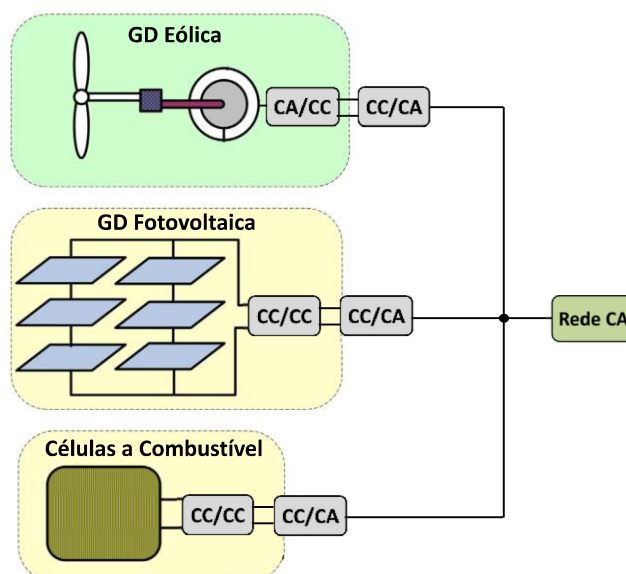 GD Eólica
CA/CC
CC/CA
GD Fotovoltaica
CC/CC
CC/CA
Rede CA
Células a Combustível
CC/CC
CC/CA